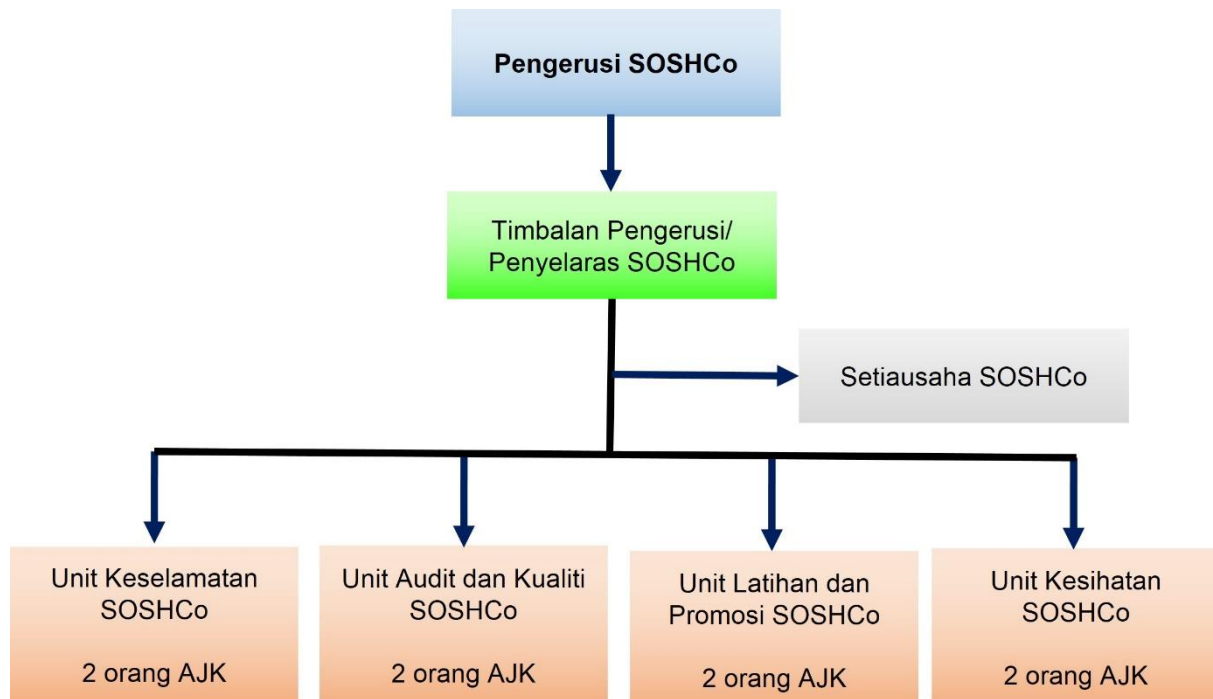 Pengerusi SOSHCo
Timbalan Pengerusi/
Penyelaras SOSHCo
Setiausaha SOSHCo
Unit Keselamatan
SOSHCo
2 orang AJK
Unit Audit dan Kualiti
SOSHCo
2 orang AJK
Unit Latihan dan
Promosi SOSHCo
2 orang AJK
Unit Kesihatan
SOSHCo
2 orang AJK